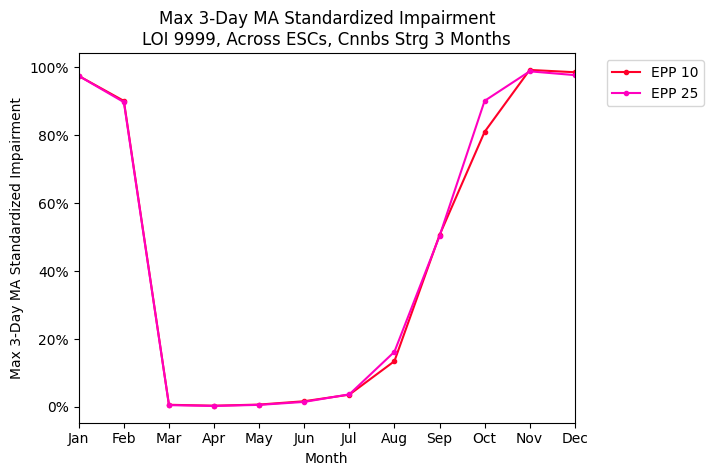 Max 3-Day MA Standardized Impairment
LOI 9999, Across ESCs, Cnnbs Strg 3 Months
EPP 10
EPP 25
Max 3-Day MA Standardized Impairment
100%
80%
60%
40%
20%
0%
Jan Feb Mar Apr May Jun Jul Aug Sep Oct Nov Dec
Month